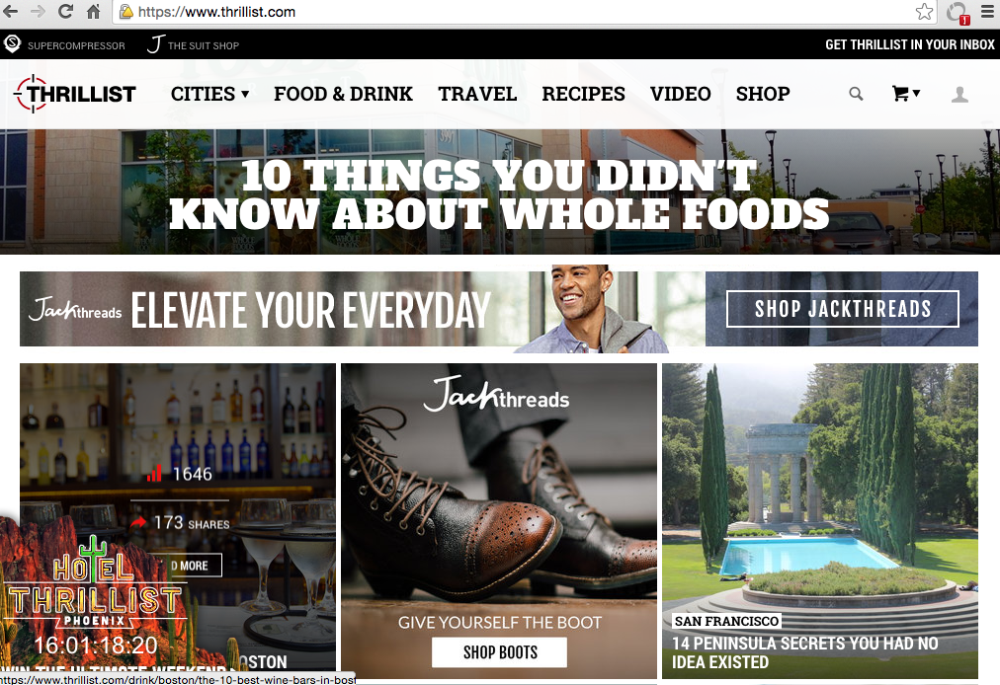 https://www.thrillist.com
SUPERCOMPRESSOR
THE SUIT SHOP
GET THRILLIST IN YOUR INBOX
THRILLIST
CITIES
FOOD & DRINK
TRAVEL
RECIPES
VIDEO
SHOP
10 THINGS YOU DIDN'T
KNOW ABOUT WHOLE FOODS
Jackthreads
ELEVATE YOUR EVERYDAY
SHOP JACKTHREADS
1646
173 SHARES
D MORE
HOTEL
THRILLIST
PHOENIX
16:01:18:20
WIN THE ULTIMATE WEEKEND
OSTON
https://www.thrillist.com/drink/boston/the-10-best-wine-bars-in-bost
Jackthreads
GIVE YOURSELF THE BOOT
SHOP BOOTS
SAN FRANCISCO
14 PENINSULA SECRETS YOU HAD NO
IDEA EXISTED